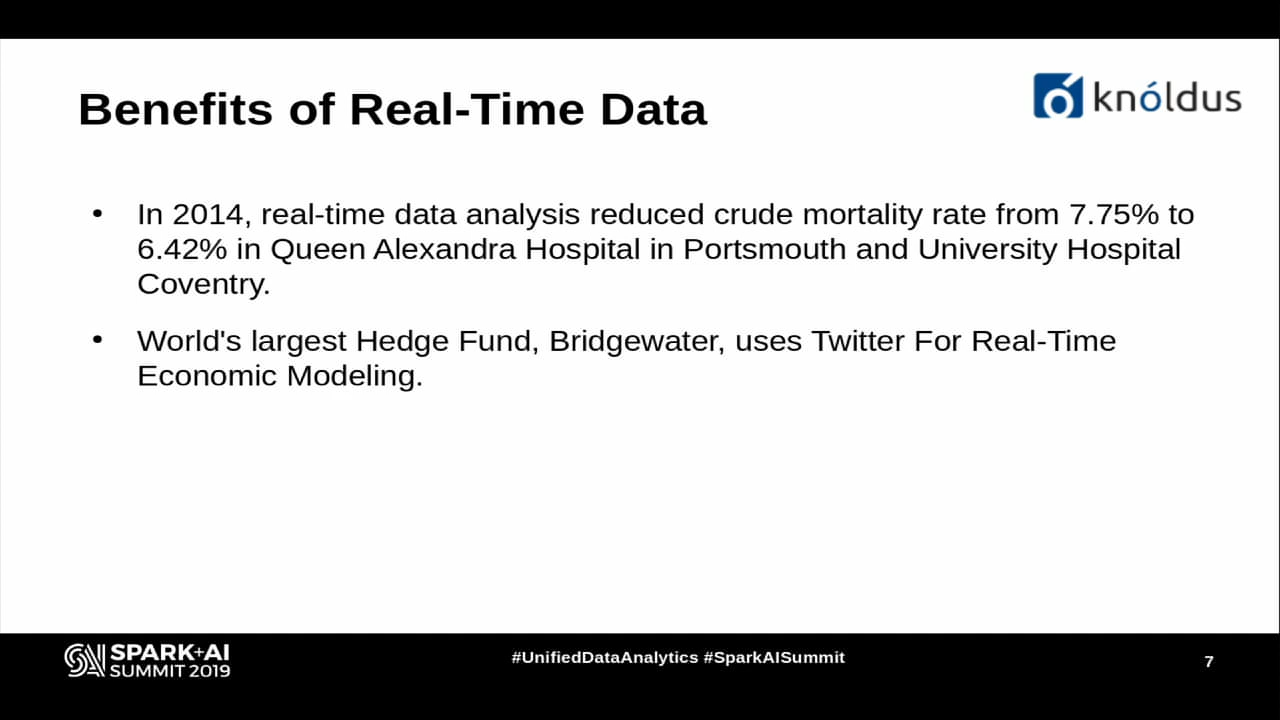 Benefits of Real-Time Data
knóldus
• In 2014, real-time data analysis reduced crude mortality rate from 7.75% to
6.42% in Queen Alexandra Hospital in Portsmouth and University Hospital
Coventry.
• World's largest Hedge Fund, Bridgewater, uses Twitter For Real-Time
Economic Modeling.
SPARK+AI
SUMMIT 2019
#UnifiedDataAnalytics #SparkAISummit
7